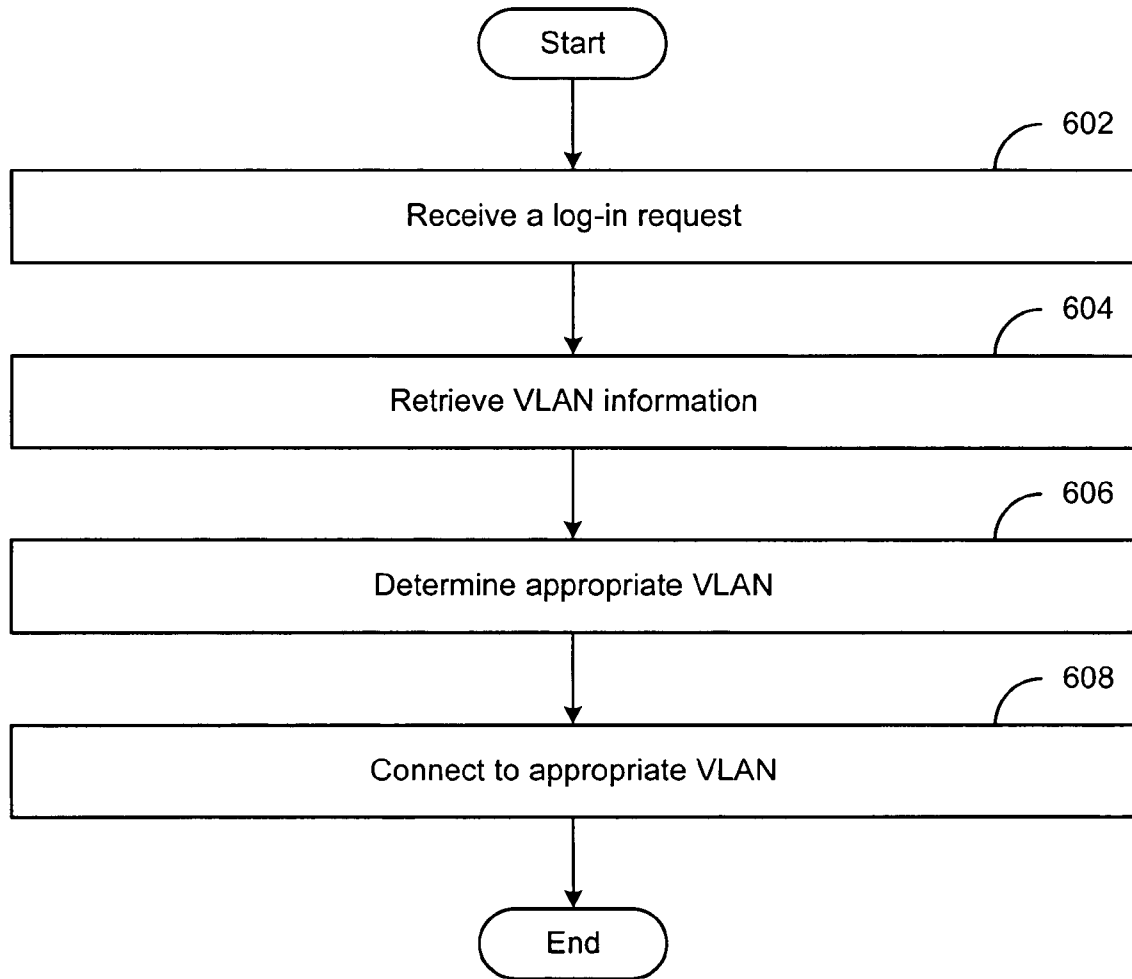 Start
602
Receive a log-in request
604
Retrieve VLAN information
606
Determine appropriate VLAN
608
Connect to appropriate VLAN
End